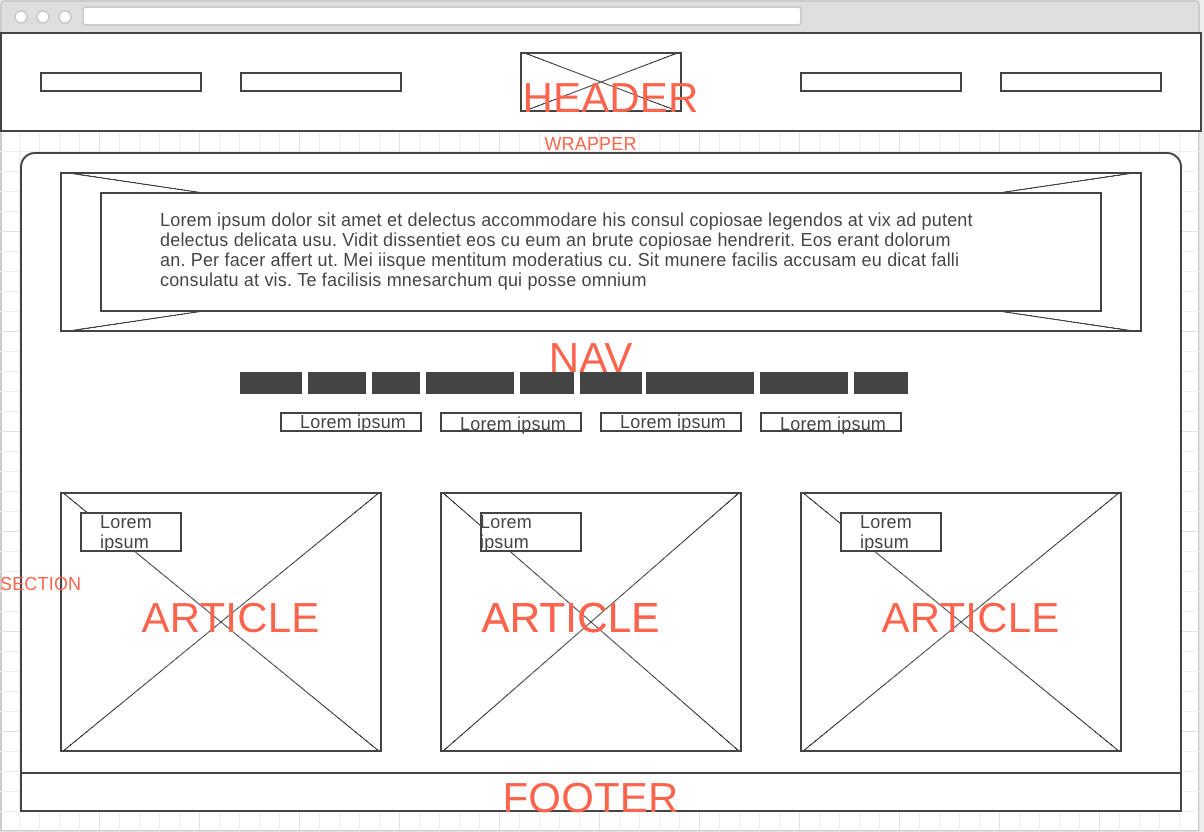 HEADER
WRAPPER
Lorem ipsum dolor sit amet et delectus accommodare his consul copiosae legendos at vix ad putent
delectus delicata usu. Vidit dissentiet eos cu eum an brute copiosae hendrerit. Eos erant dolorum
an. Per facer affert ut. Mei iisque mentitum moderatius cu. Sit munere facilis accusam eu dicat falli
consulatu at vis. Te facilisis mnesarchum qui posse omnium
NAV
Lorem ipsum
Lorem ipsum
Lorem ipsum
Lorem ipsum
Lorem
ipsum
Lorem
ipsum
Lorem
ipsum
SECTION
ARTICLE
ARTICLE
ARTICLE
FOOTER